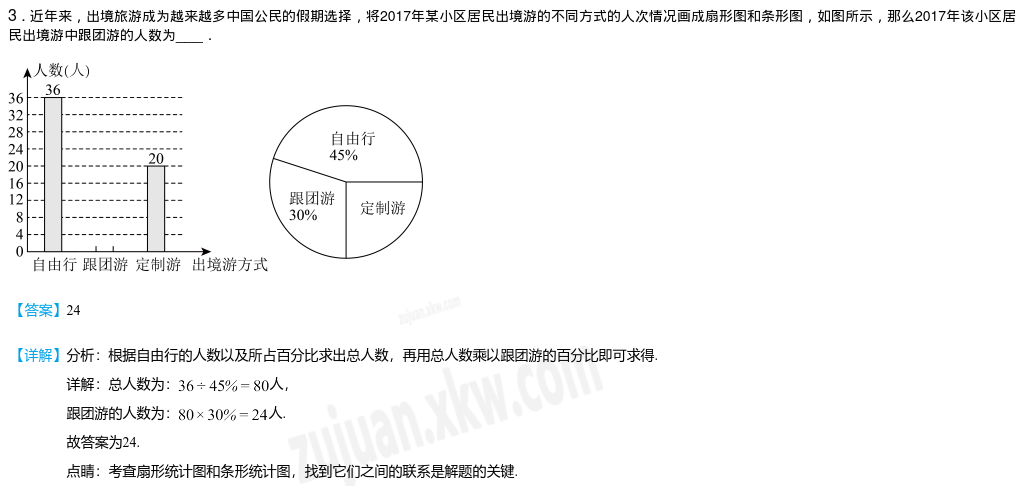 3．近年来，出境旅游成为越来越多中国公民的假期选择，将2017年某小区居民出境游的不同方式的人次情况画成扇形图和条形图，如图所示，那么2017年该小区居
民出境游中跟团游的人数为____．
人数(人)
36
36
32
28
24
20
20
16
12
8
4
0
自由行 跟团游 定制游 出境游方式
自由行
45%
跟团游
30%
定制游
【答案】24
【详解】分析：根据自由行的人数以及所占百分比求出总人数，再用总人数乘以跟团游的百分比即可求得.
详解：总人数为：36÷45%=80人，
跟团游的人数为：80×30%=24人.
故答案为24.
点睛：考查扇形统计图和条形统计图，找到它们之间的联系是解题的关键.
zujuan.xkw.com
zujuan.xkw.com